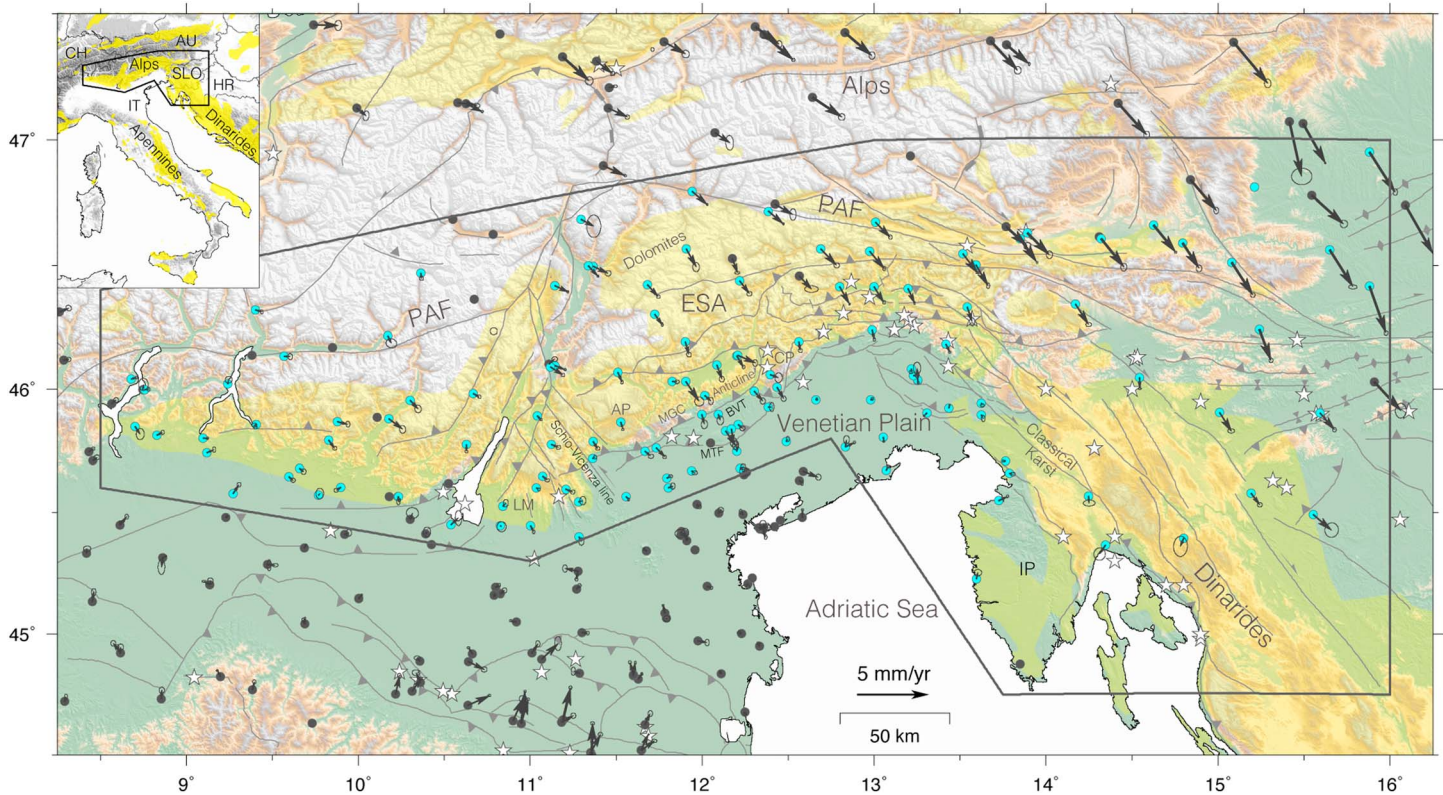 CH
AU
Alps
SLO
HR
IT
Dinarides
Apennines
Alps
47°
PAF
Dolomites
PAF
ESA
46°
CP
Anticline
AP
MGC
BVT
Venetian Plain
MTF
Schio-Vicenza line
Classical
Karst
LM
IP
Dinarides
Adriatic Sea
45°
5 mm/yr
50 km
9°
10°
11°
12°
13°
14°
15°
16°